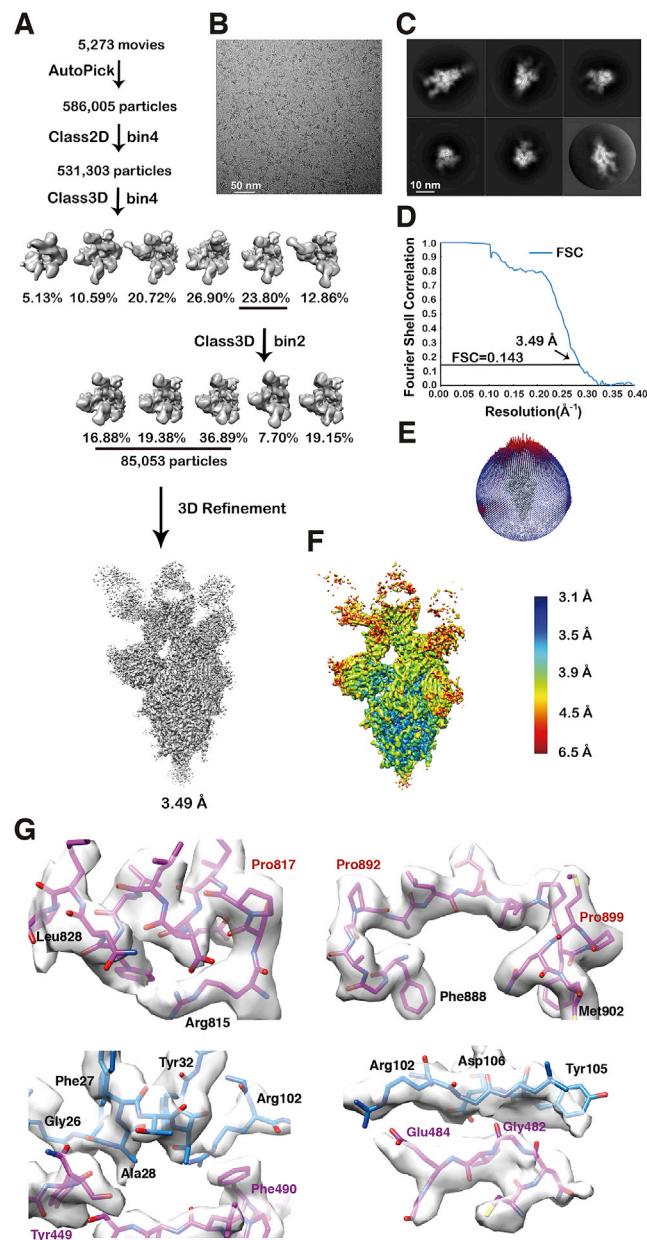 A
5,273 movies
AutoPick
586,005 particles
Class2D bin4
531,303 particles
Class3D bin4
5.13% 10.59% 20.72% 26.90% 23.80% 12.86%
Class3D bin2
16.88% 19.38% 36.89% 7.70% 19.15%
85,053 particles
3D Refinement
3.49 Å
B
50 nm
C
10 nm
D
Fourier Shell Correlation
1.0
0.9
0.8
0.7
0.6
0.5
0.4
0.3
0.2
0.1
0.0
FSC
3.49 Å
FSC=0.143
0.00 0.05 0.10 0.15 0.20 0.25 0.30 0.35 0.40
Resolution(Å⁻¹)
E
F
3.1 Å
3.5 Å
3.9 Å
4.5 Å
6.5 Å
G
Pro817
Leu828
Arg815
Pro892
Pro899
Phe888
Met902
Tyr32
Phe27
Arg102
Gly26
Ala28
Phe490
Tyr449
Asp106
Arg102
Tyr105
Glu484
Gly482